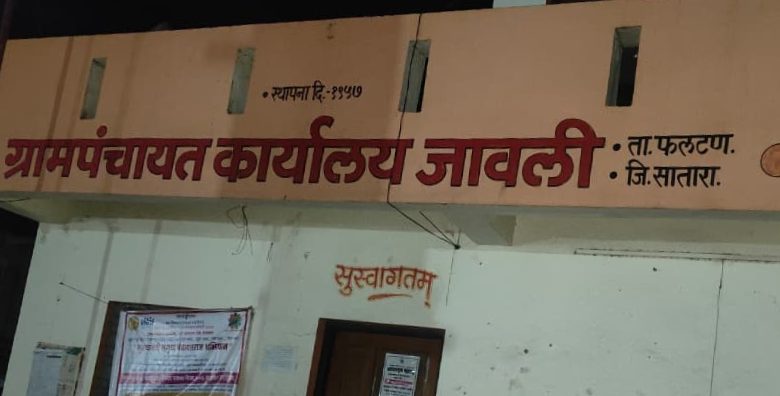 • स्थापना दि.-१९५७
ग्रामपंचायत कार्यालय जावली
• ता. फलटण.
• जि. सातारा.
सुस्वागतम्